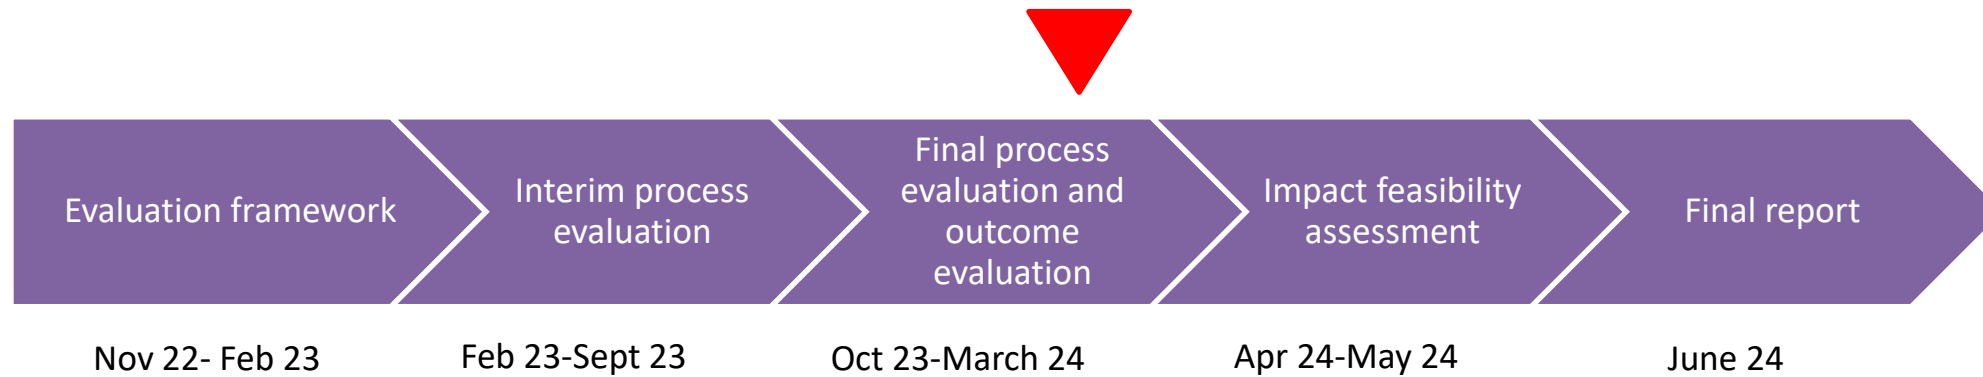 Evaluation framework
Interim process
evaluation
Final process
evaluation and
outcome
evaluation
Impact feasibility
assessment
Final report
Nov 22- Feb 23
Feb 23-Sept 23
Oct 23-March 24
Apr 24-May 24
June 24